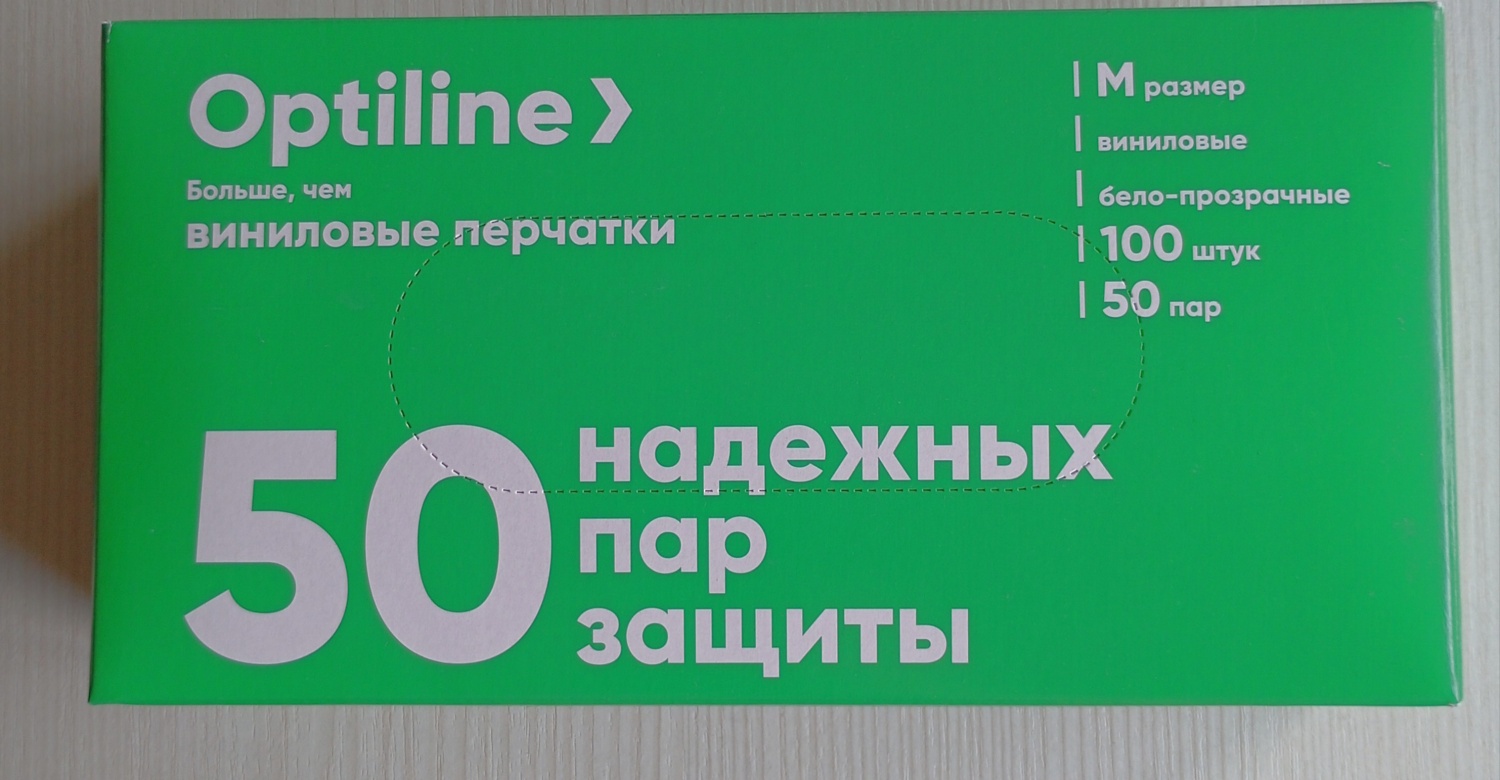 Optiline
Больше, чем
виниловые перчатки
М размер
виниловые
бело-прозрачные
100 штук
50 пар
50 надежных
пар
защиты